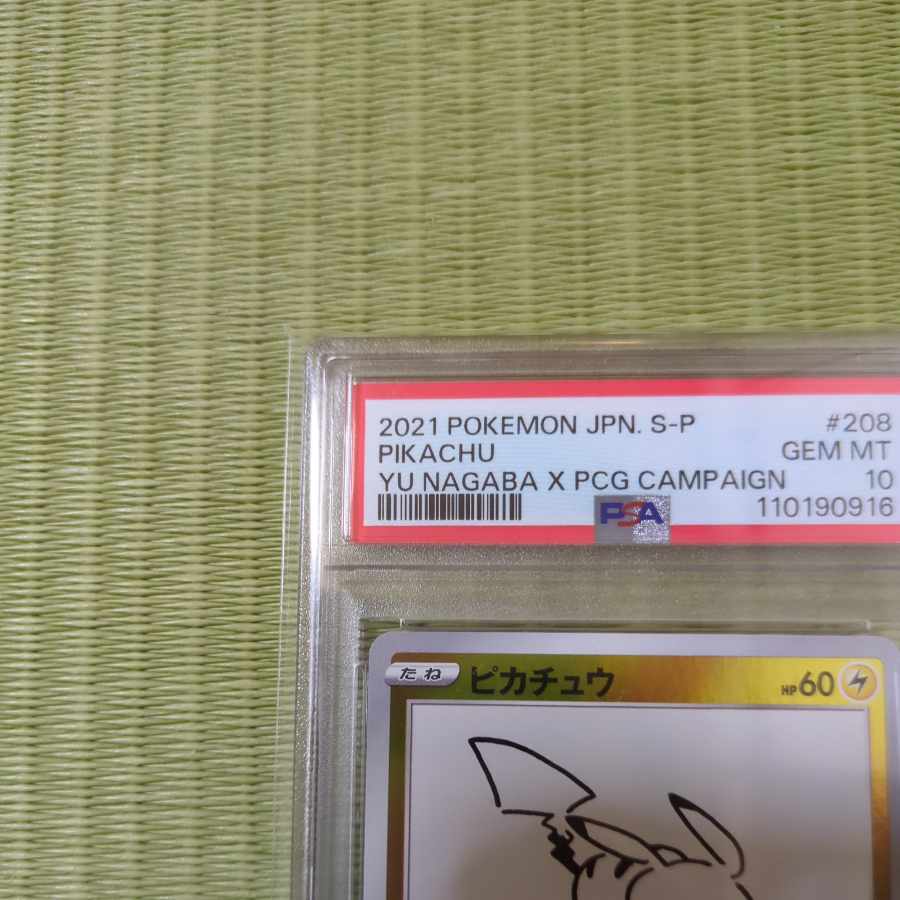 2021 POKEMON JPN. S-P #208
PIKACHU GEM MT
YU NAGABA X PCG CAMPAIGN 10
PSA 110190916
たね ピカチュウ HP60